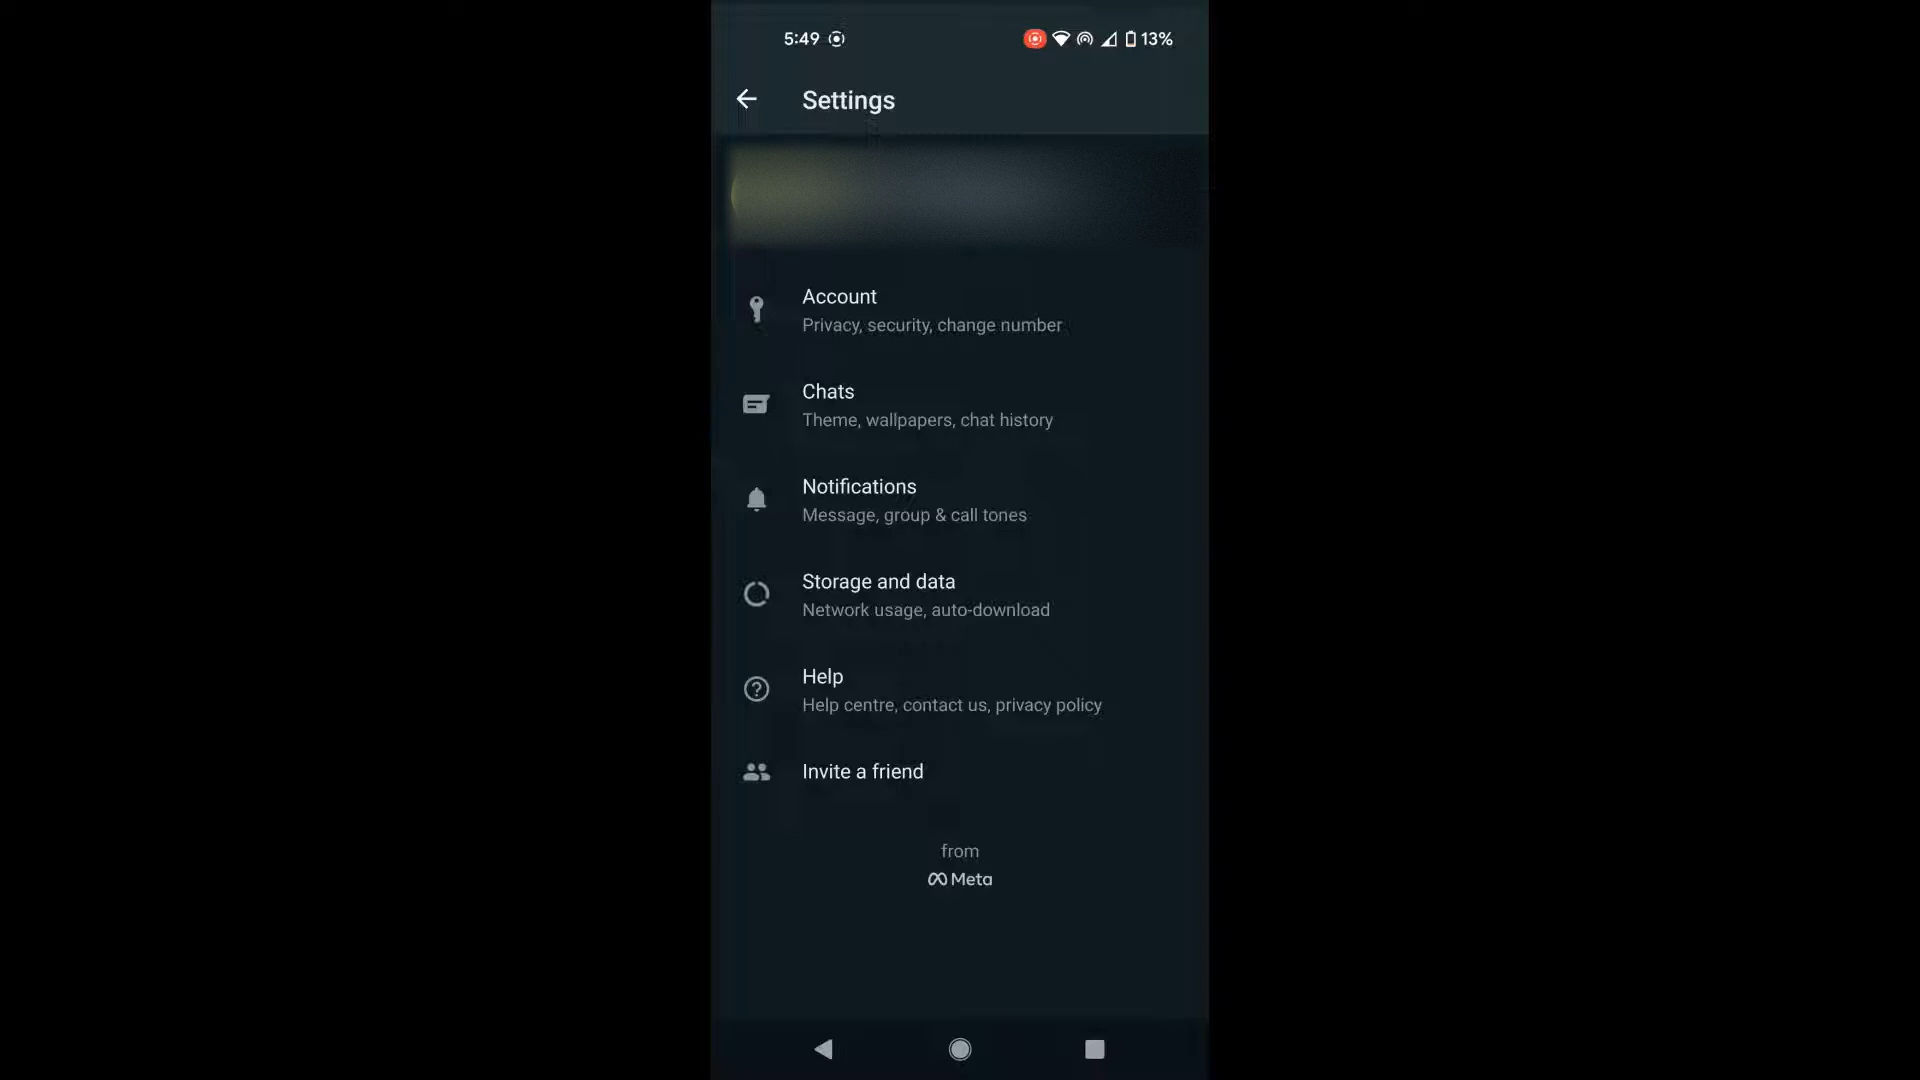 5:49 13%
Settings
Account
Privacy, security, change number
Chats
Theme, wallpapers, chat history
Notifications
Message, group & call tones
Storage and data
Network usage, auto-download
Help
Help centre, contact us, privacy policy
Invite a friend
from
Meta